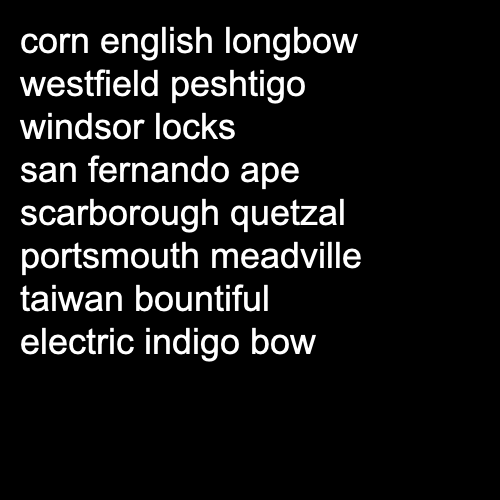 corn english longbow
westfield peshtigo
windsor locks
san fernando ape
scarborough quetzal
portsmouth meadville
taiwan bountiful
electric indigo bow